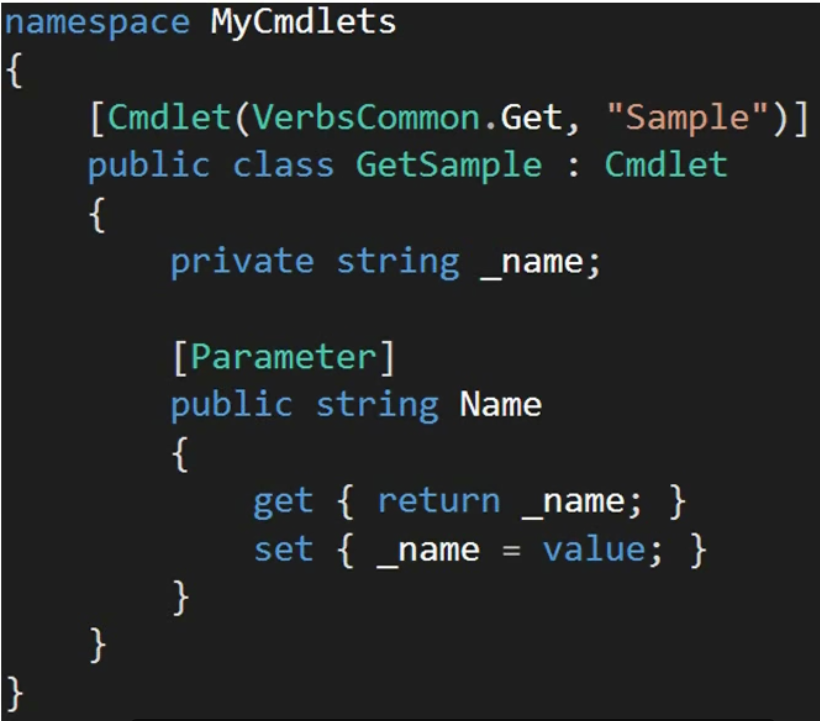 namespace MyCmdlets
{
    [Cmdlet(VerbsCommon.Get, "Sample")]
    public class GetSample : Cmdlet
    {
        private string _name;

        [Parameter]
        public string Name
        {
            get { return _name; }
            set { _name = value; }
        }
    }
}